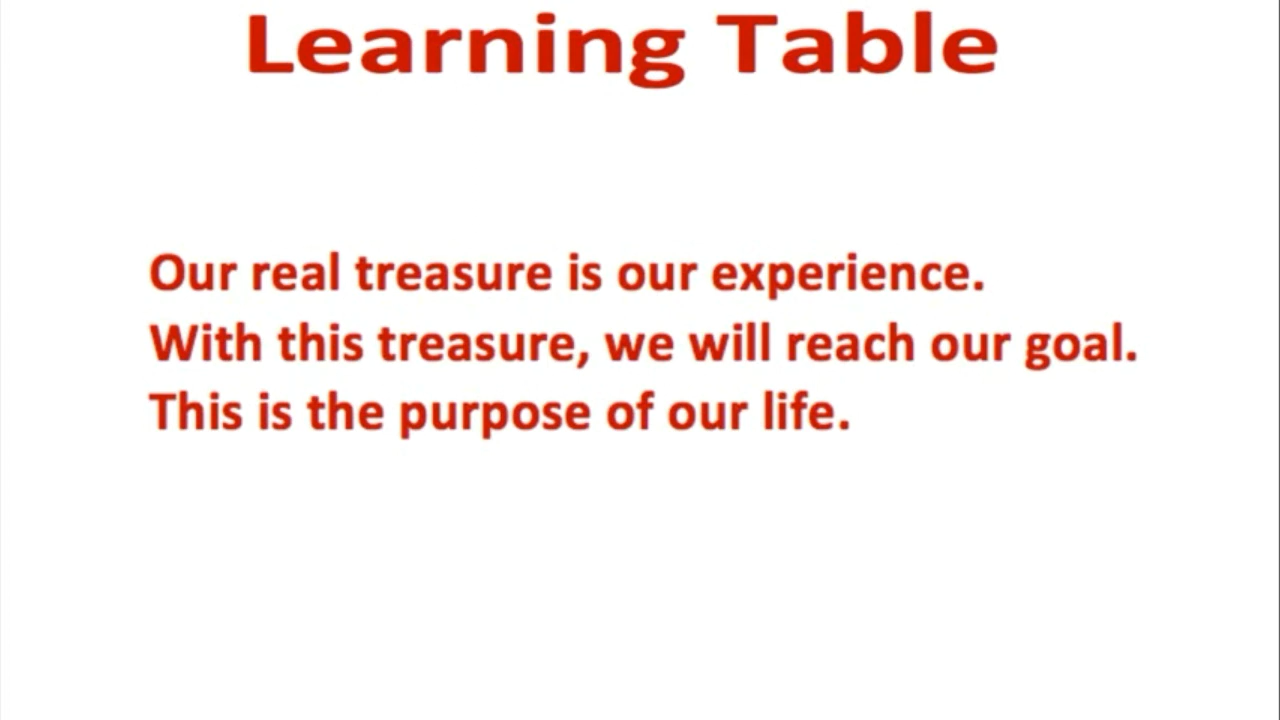 Learning Table
Our real treasure is our experience.
With this treasure, we will reach our goal.
This is the purpose of our life.